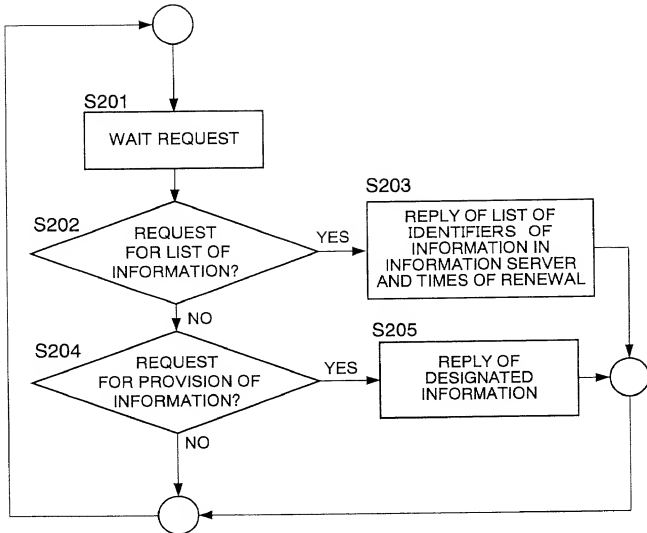 S201
WAIT REQUEST
S202
REQUEST
FOR LIST OF
INFORMATION?
YES
S203
REPLY OF LIST OF
IDENTIFIERS OF
INFORMATION IN
INFORMATION SERVER
AND TIMES OF RENEWAL
NO
S204
REQUEST
FOR PROVISION OF
INFORMATION?
YES
S205
REPLY OF
DESIGNATED
INFORMATION
NO